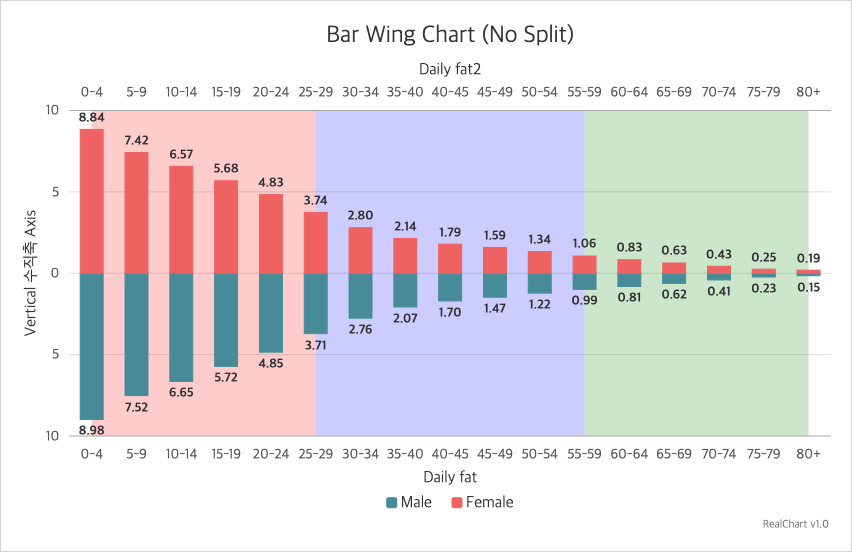 Bar Wing Chart (No Split)
Daily fat2
0-4 5-9 10-14 15-19 20-24 25-29 30-34 35-40 40-45 45-49 50-54 55-59 60-64 65-69 70-74 75-79 80+
10
5
0
5
10
Vertical 수직축 Axis
8.84 7.42 6.57 5.68 4.83 3.74 2.80 2.14 1.79 1.59 1.34 1.06 0.83 0.63 0.43 0.25 0.19
8.98 7.52 6.65 5.72 4.85 3.71 2.76 2.07 1.70 1.47 1.22 0.99 0.81 0.62 0.41 0.23 0.15
0-4 5-9 10-14 15-19 20-24 25-29 30-34 35-40 40-45 45-49 50-54 55-59 60-64 65-69 70-74 75-79 80+
Daily fat
Male Female
RealChart v1.0